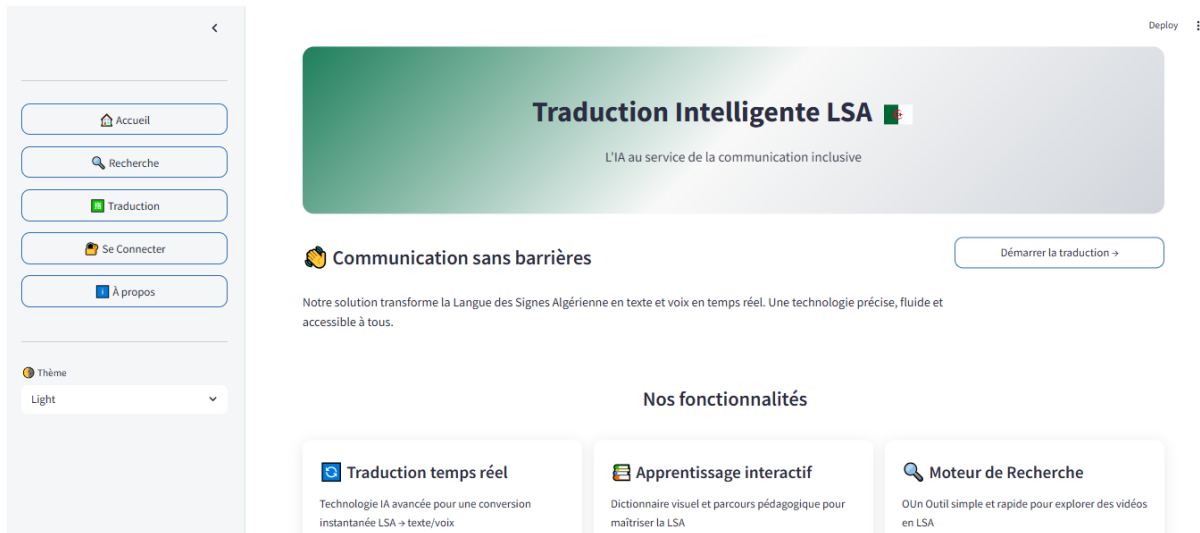 Deploy
🏠 Accueil
🔍 Recherche
Traduction
🔐 Se Connecter
ℹ️ À propos
Thème
Light
Traduction Intelligente LSA 🇩🇿
L'IA au service de la communication inclusive
👏 Communication sans barrières
Démarrer la traduction →
Notre solution transforme la Langue des Signes Algérienne en texte et voix en temps réel. Une technologie précise, fluide et
accessible à tous.
Nos fonctionnalités
🔄 Traduction temps réel
Technologie IA avancée pour une conversion
instantanée LSA → texte/voix
📚 Apprentissage interactif
Dictionnaire visuel et parcours pédagogique pour
maîtriser la LSA
🔍 Moteur de Recherche
OUn Outil simple et rapide pour explorer des vidéos
en LSA